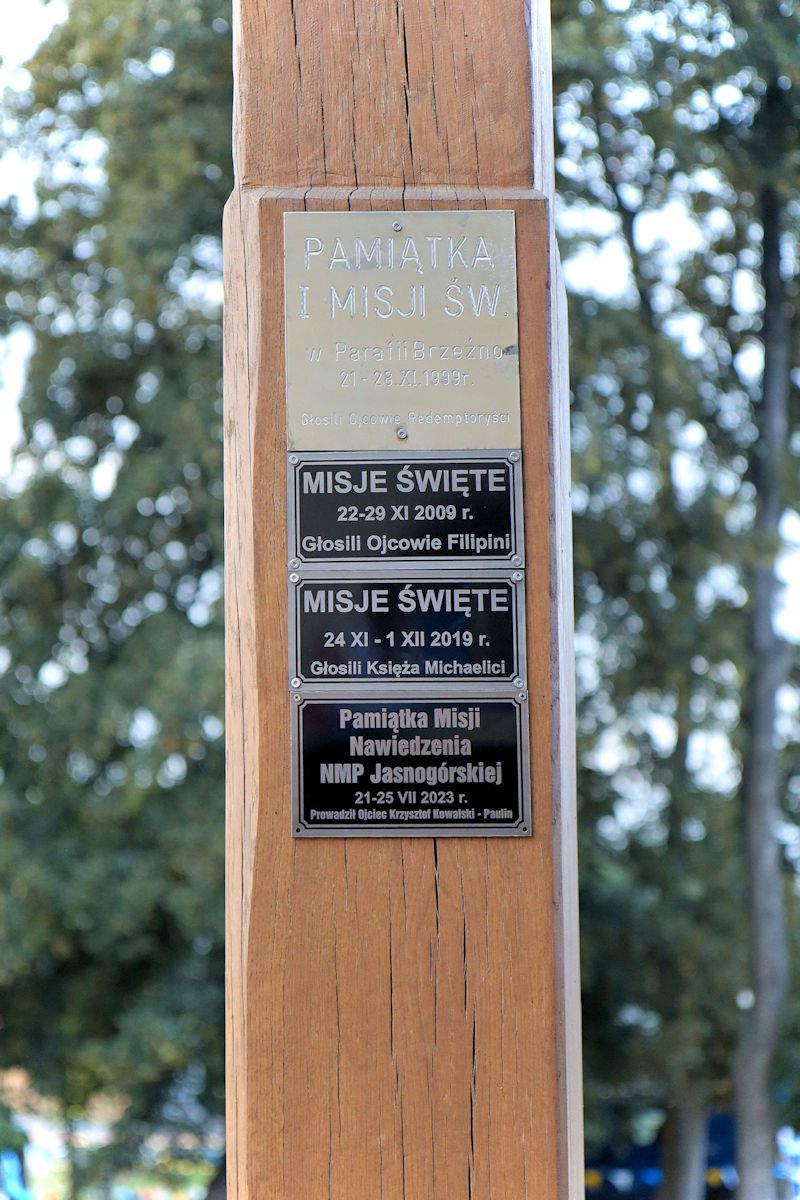 PAMIĄTKA
I MISJI ŚW.
w Parafii Brzeźno
21 - 28.XI.1999r.
Głosili Ojcowie Redemptoryści
MISJE ŚWIĘTE
22-29 XI 2009 r.
Głosili Ojcowie Filipini
MISJE ŚWIĘTE
24 XI - 1 XII 2019 r.
Głosili Księża Michaelici
Pamiątka Misji
Nawiedzenia
NMP Jasnogórskiej
21-25 VII 2023 r.
Prowadził Ojciec Krzysztof Kowalski - Paulin